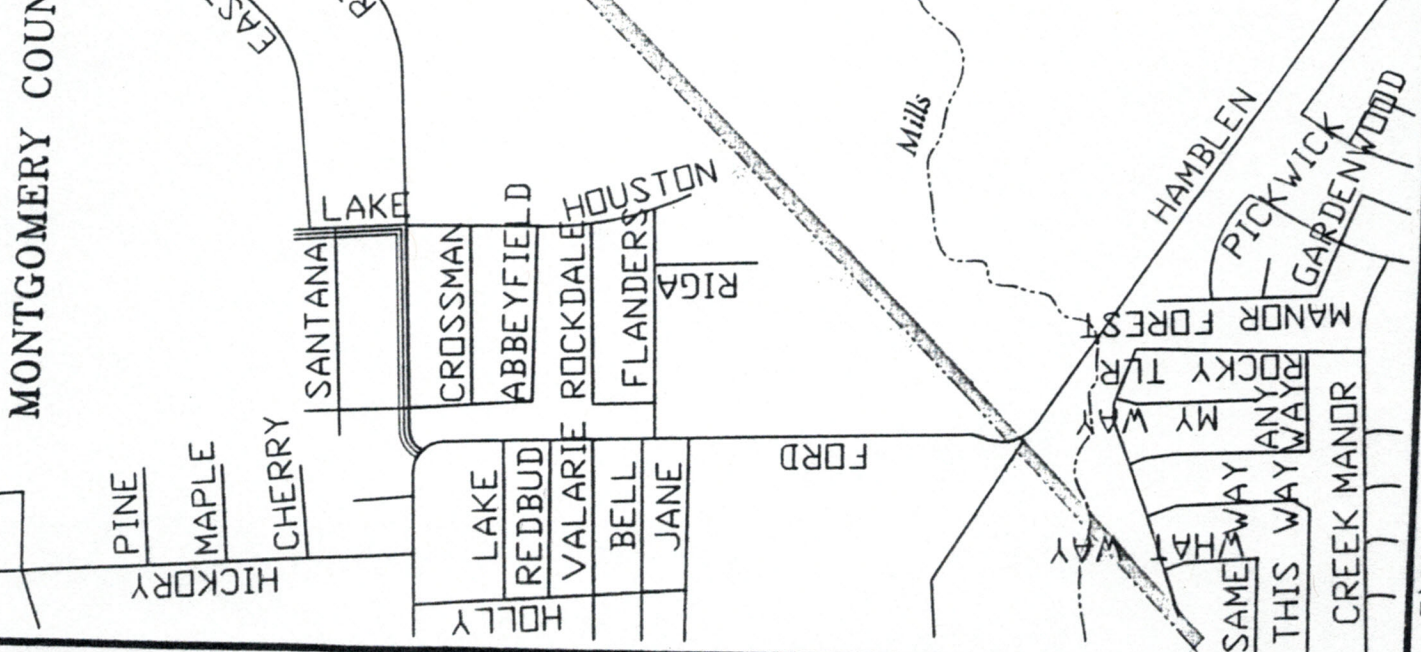 MONTGOMERY COUN
EAST
LAKE
HOUSTON
SANTANA
CROSSMAN
ABBEYFIELD
ROCKDALE
FLANDERS
RIGA
Mills
HAMBLEN
PICKWICK
GARDENWOOD
MANOR FOREST
ROCKY TLR
MY WAY
ANY WAY
PINE
MAPLE
CHERRY
HICKORY
LAKE
REDBUD
VALARIE
BELL
JANE
HOLLY
FORD
WHAT WAY
SAME WAY
THIS WAY
CREEK MANOR